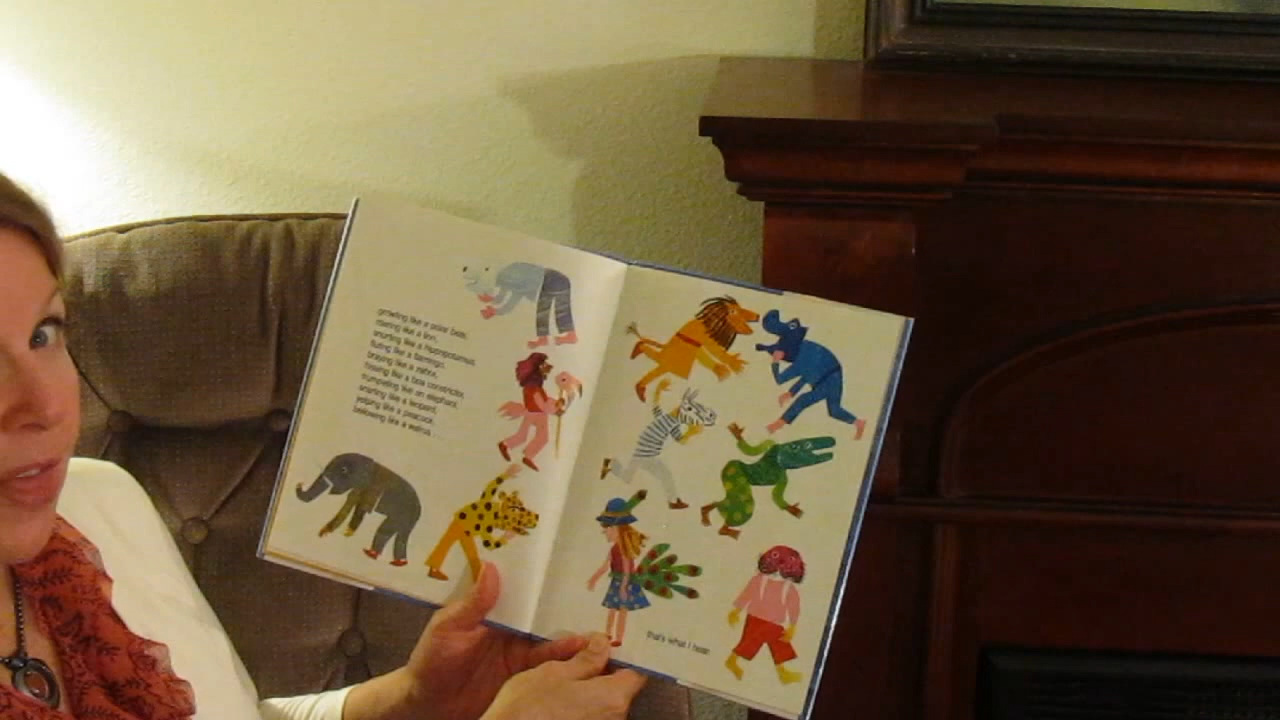 growling like a polar bear,
roaring like a lion,
snorting like a hippopotamus,
fluting like a flamingo,
braying like a zebra,
hissing like a boa constrictor,
trumpeting like an elephant,
snarling like a leopard,
yelping like a peacock,
bellowing like a walrus...
that's what I hear.